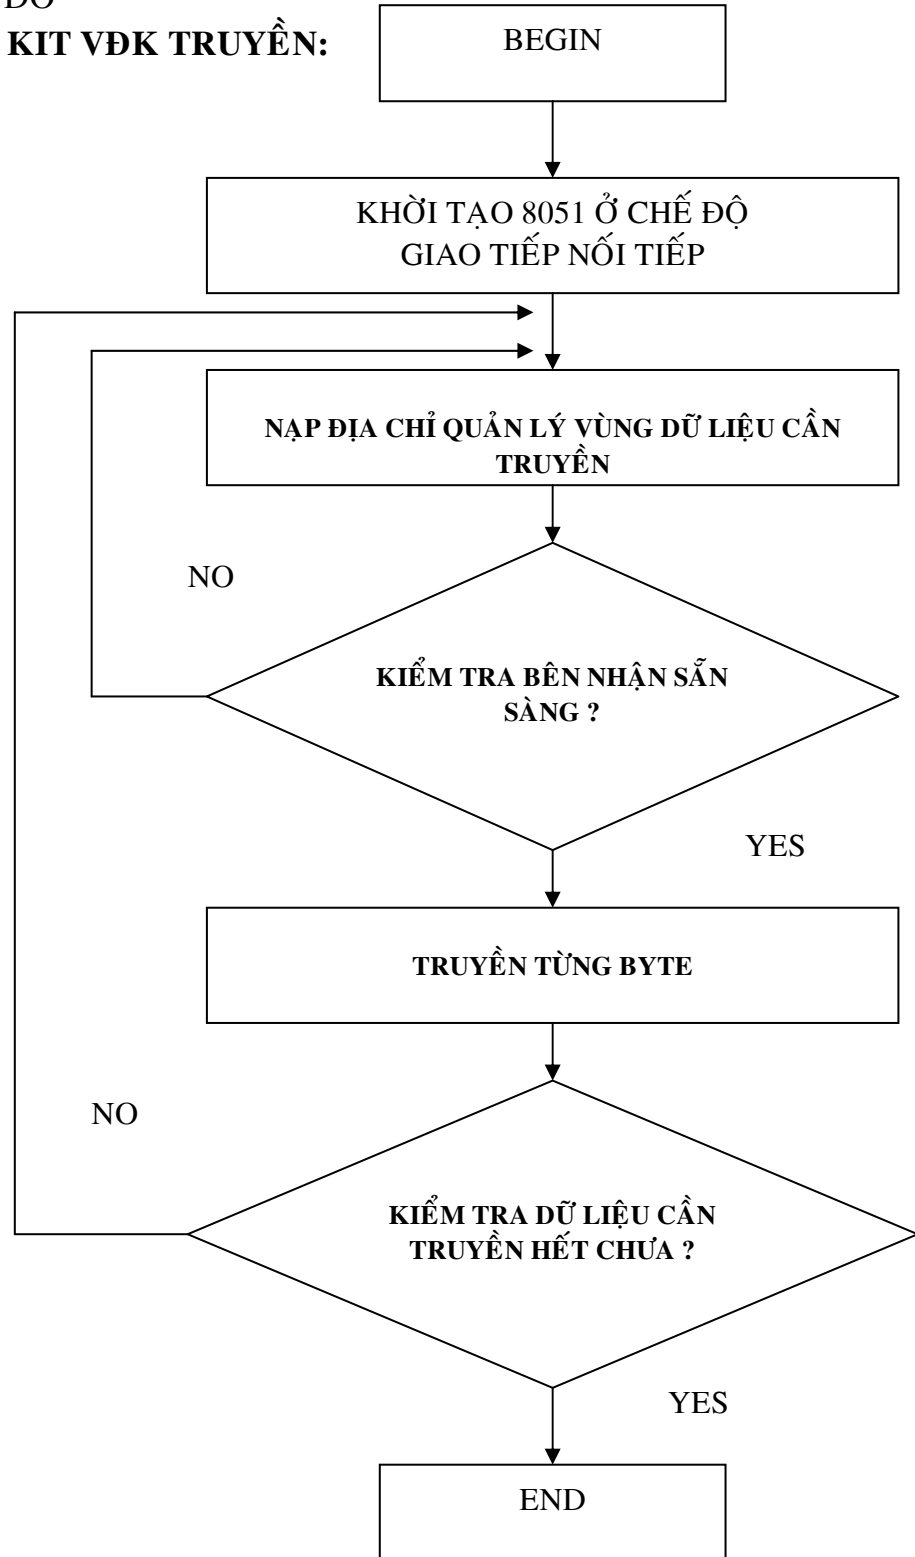 KIT VĐK TRUYỀN:
BEGIN
KHỜI TẠO 8051 Ở CHẾ ĐỘ
GIAO TIẾP NỐI TIẾP
NẠP ĐỊA CHỈ QUẢN LÝ VÙNG DỮ LIỆU CẦN
TRUYỀN
NO
KIỂM TRA BÊN NHẬN SẴN
SÀNG ?
YES
TRUYỀN TỪNG BYTE
NO
KIỂM TRA DỮ LIỆU CẦN
TRUYỀN HẾT CHƯA ?
YES
END